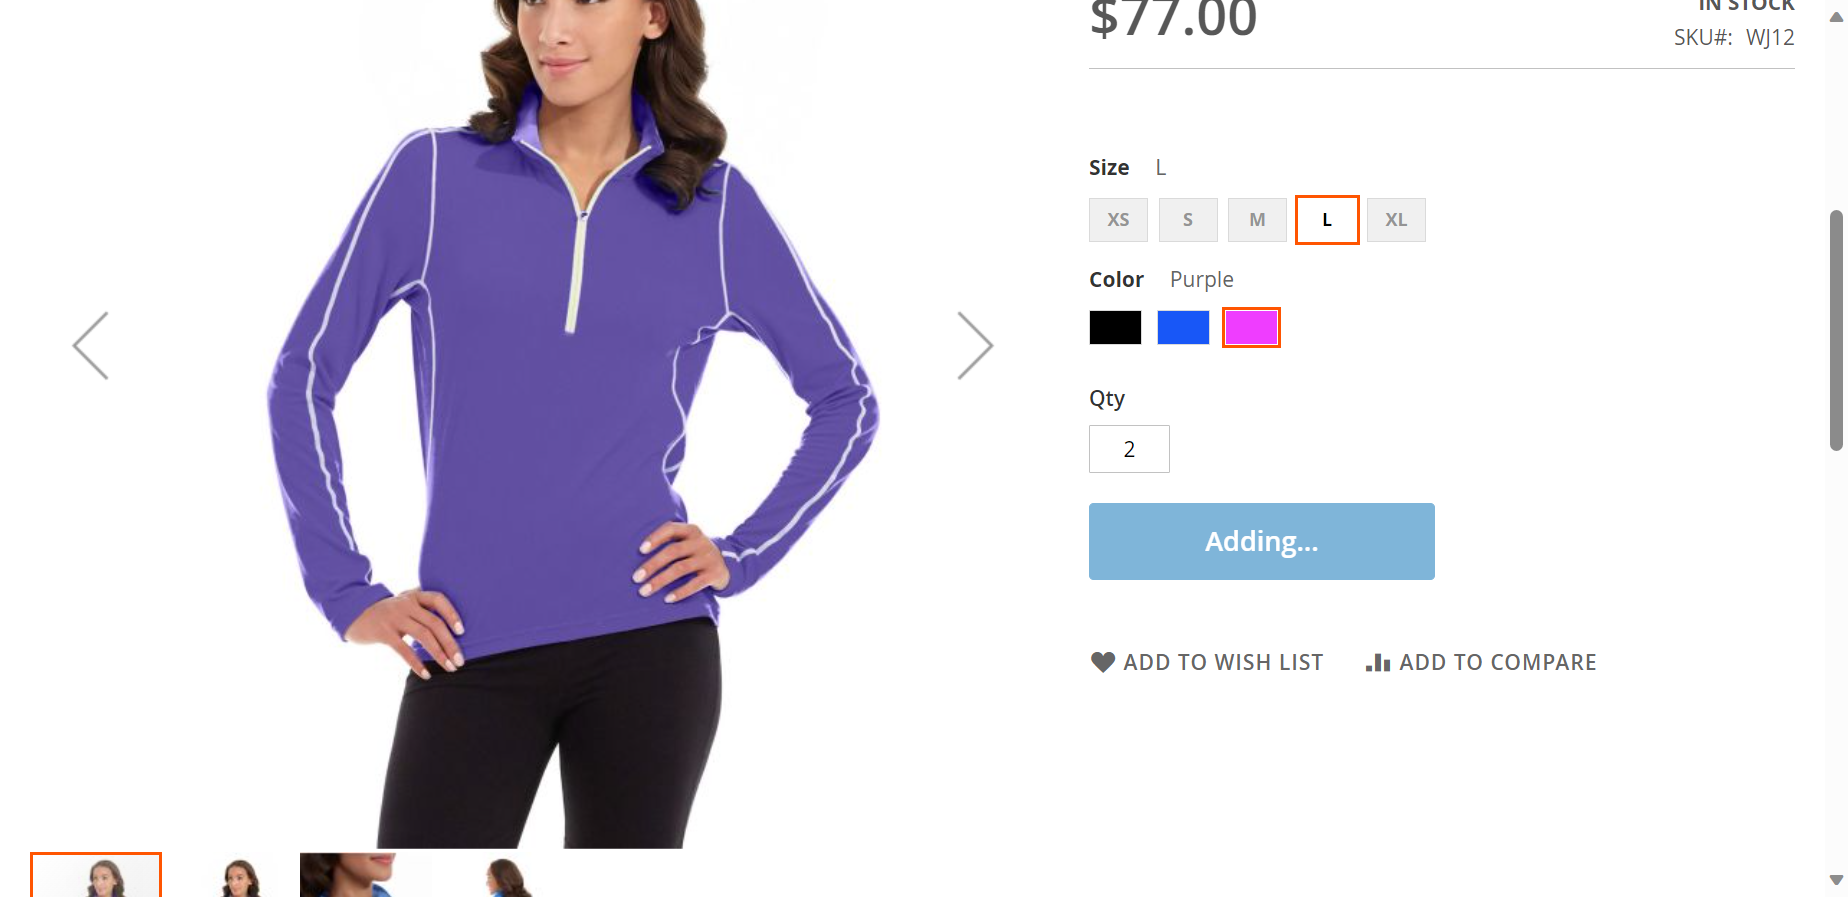 $77.00
IN STOCK
SKU#: WJ12
Size L
XS S M L XL
Color Purple
Qty
2
Adding...
ADD TO WISH LIST
ADD TO COMPARE